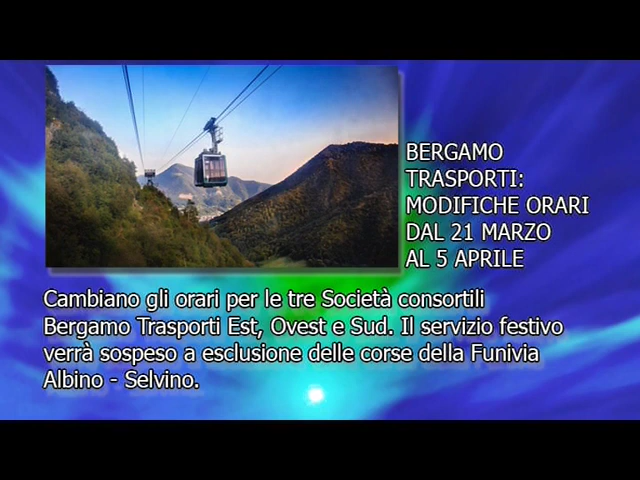 BERGAMO
TRASPORTI:
MODIFICHE ORARI
DAL 21 MARZO
AL 5 APRILE
Cambiano gli orari per le tre Società consortili
Bergamo Trasporti Est, Ovest e Sud. Il servizio festivo
verrà sospeso a esclusione delle corse della Funivia
Albino - Selvino.